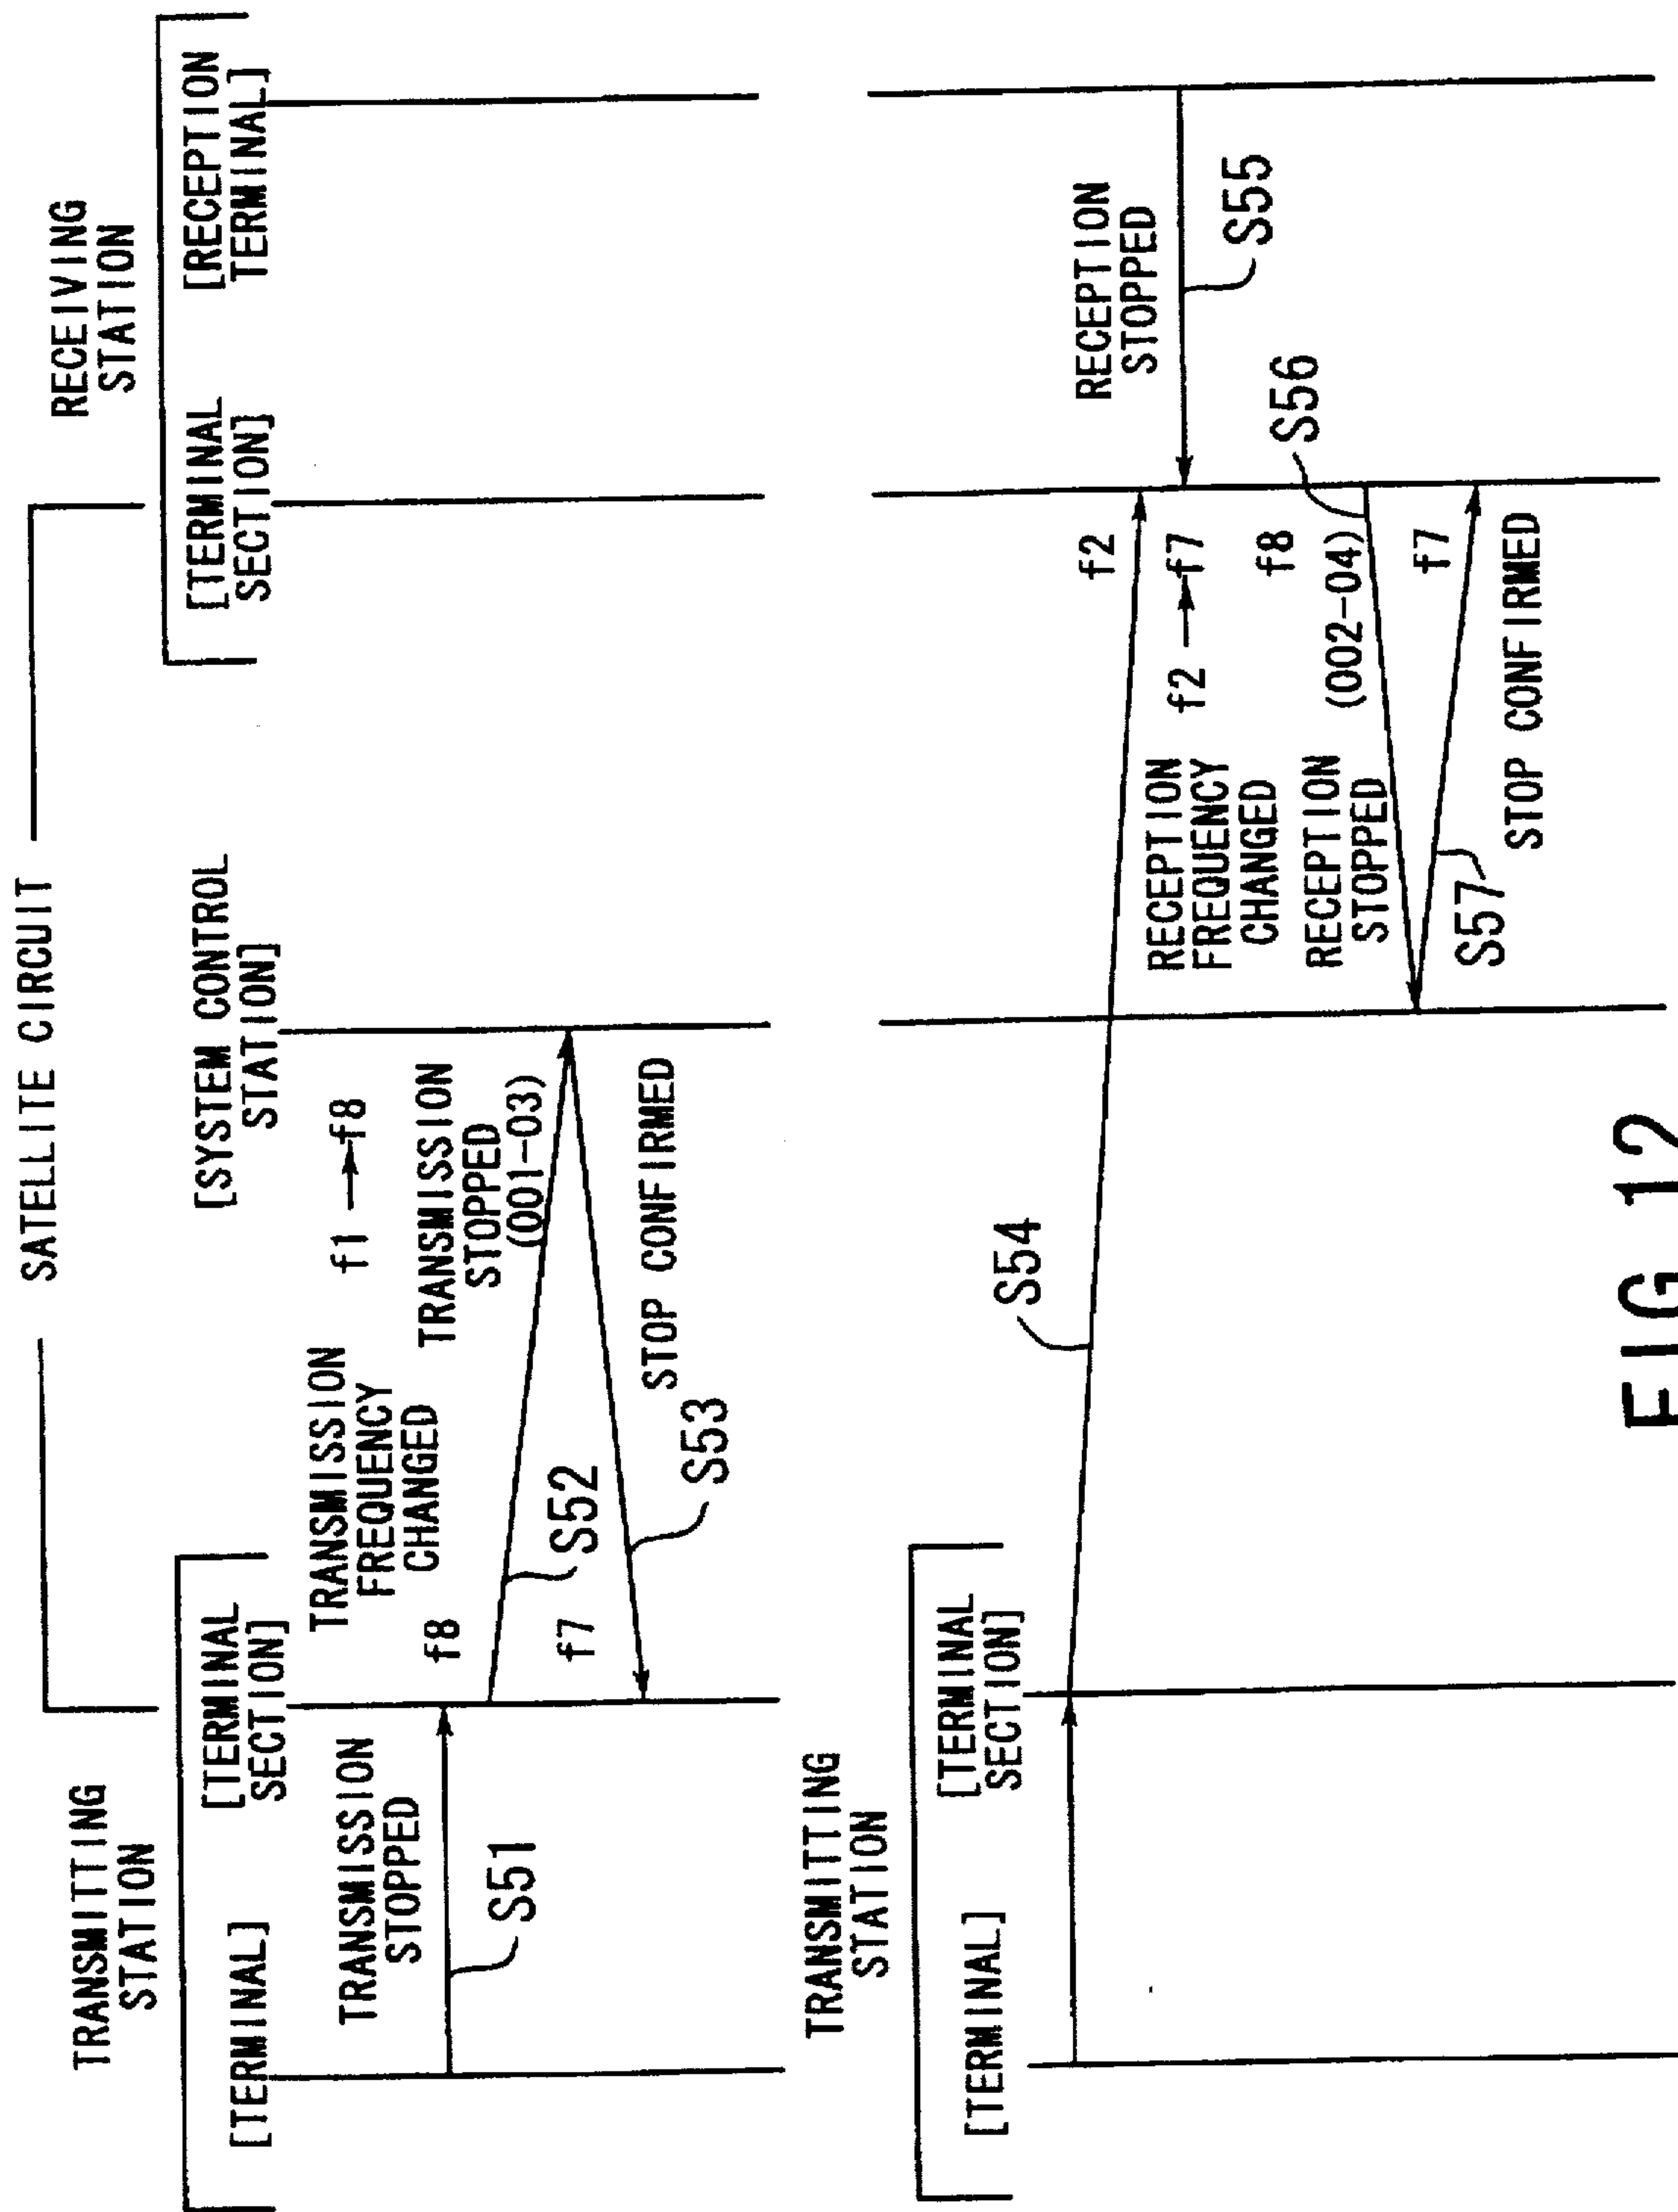 SATELLITE CIRCUIT
TRANSMITTING
STATION
RECEIVING
STATION
[TERMINAL]
[TERMINAL
SECTION]
[SYSTEM CONTROL
STATION]
[TERMINAL
SECTION]
[RECEPTION
TERMINAL]
TRANSMISSION
STOPPED
S51
TRANSMISSION
FREQUENCY
CHANGED
f1 → f8
f8
TRANSMISSION
STOPPED
(001-03)
S52
f7
STOP CONFIRMED
S53
TRANSMITTING
STATION
[TERMINAL]
[TERMINAL
SECTION]
S54
f2
RECEPTION
STOPPED
S55
RECEPTION
FREQUENCY
CHANGED
f2 → f7
f8
RECEPTION
STOPPED
(002-04)
S56
f7
S57
STOP CONFIRMED
FIG. 12